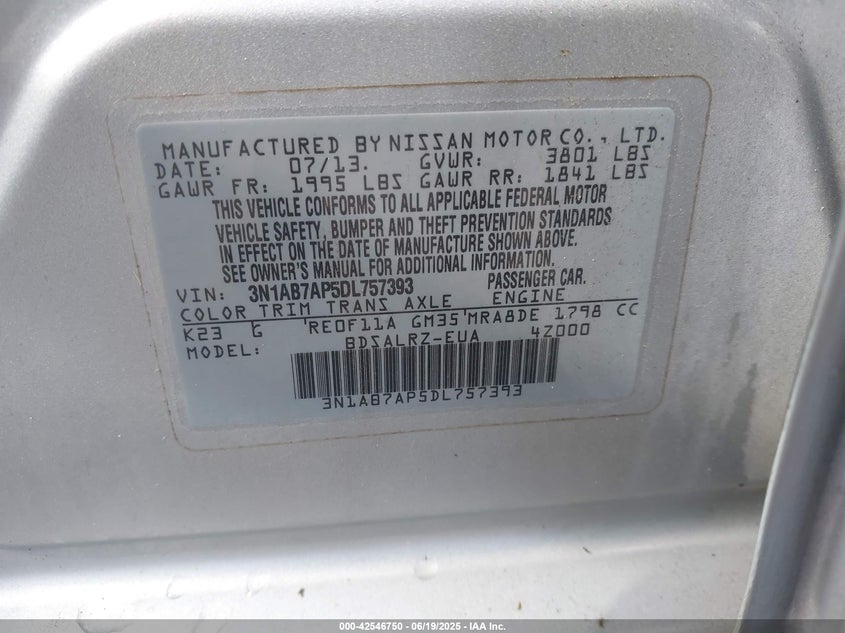 MANUFACTURED BY NISSAN MOTOR CO., LTD.
DATE: 07/13. GVWR: 3801 LBS
GAWR FR: 1995 LBS GAWR RR: 1841 LBS
THIS VEHICLE CONFORMS TO ALL APPLICABLE FEDERAL MOTOR
VEHICLE SAFETY, BUMPER AND THEFT PREVENTION STANDARDS
IN EFFECT ON THE DATE OF MANUFACTURE SHOWN ABOVE.
SEE OWNER'S MANUAL FOR ADDITIONAL INFORMATION.
VIN: 3N1AB7AP5DL757393 PASSENGER CAR.
COLOR TRIM TRANS AXLE ENGINE
K23 G RE0F11A GM35 MRA8DE 1798 CC
MODEL: BDSALRZ-EUA 4Z000
3N1AB7AP5DL757393
000-42546750 | 06/19/2025 - IAA Inc.